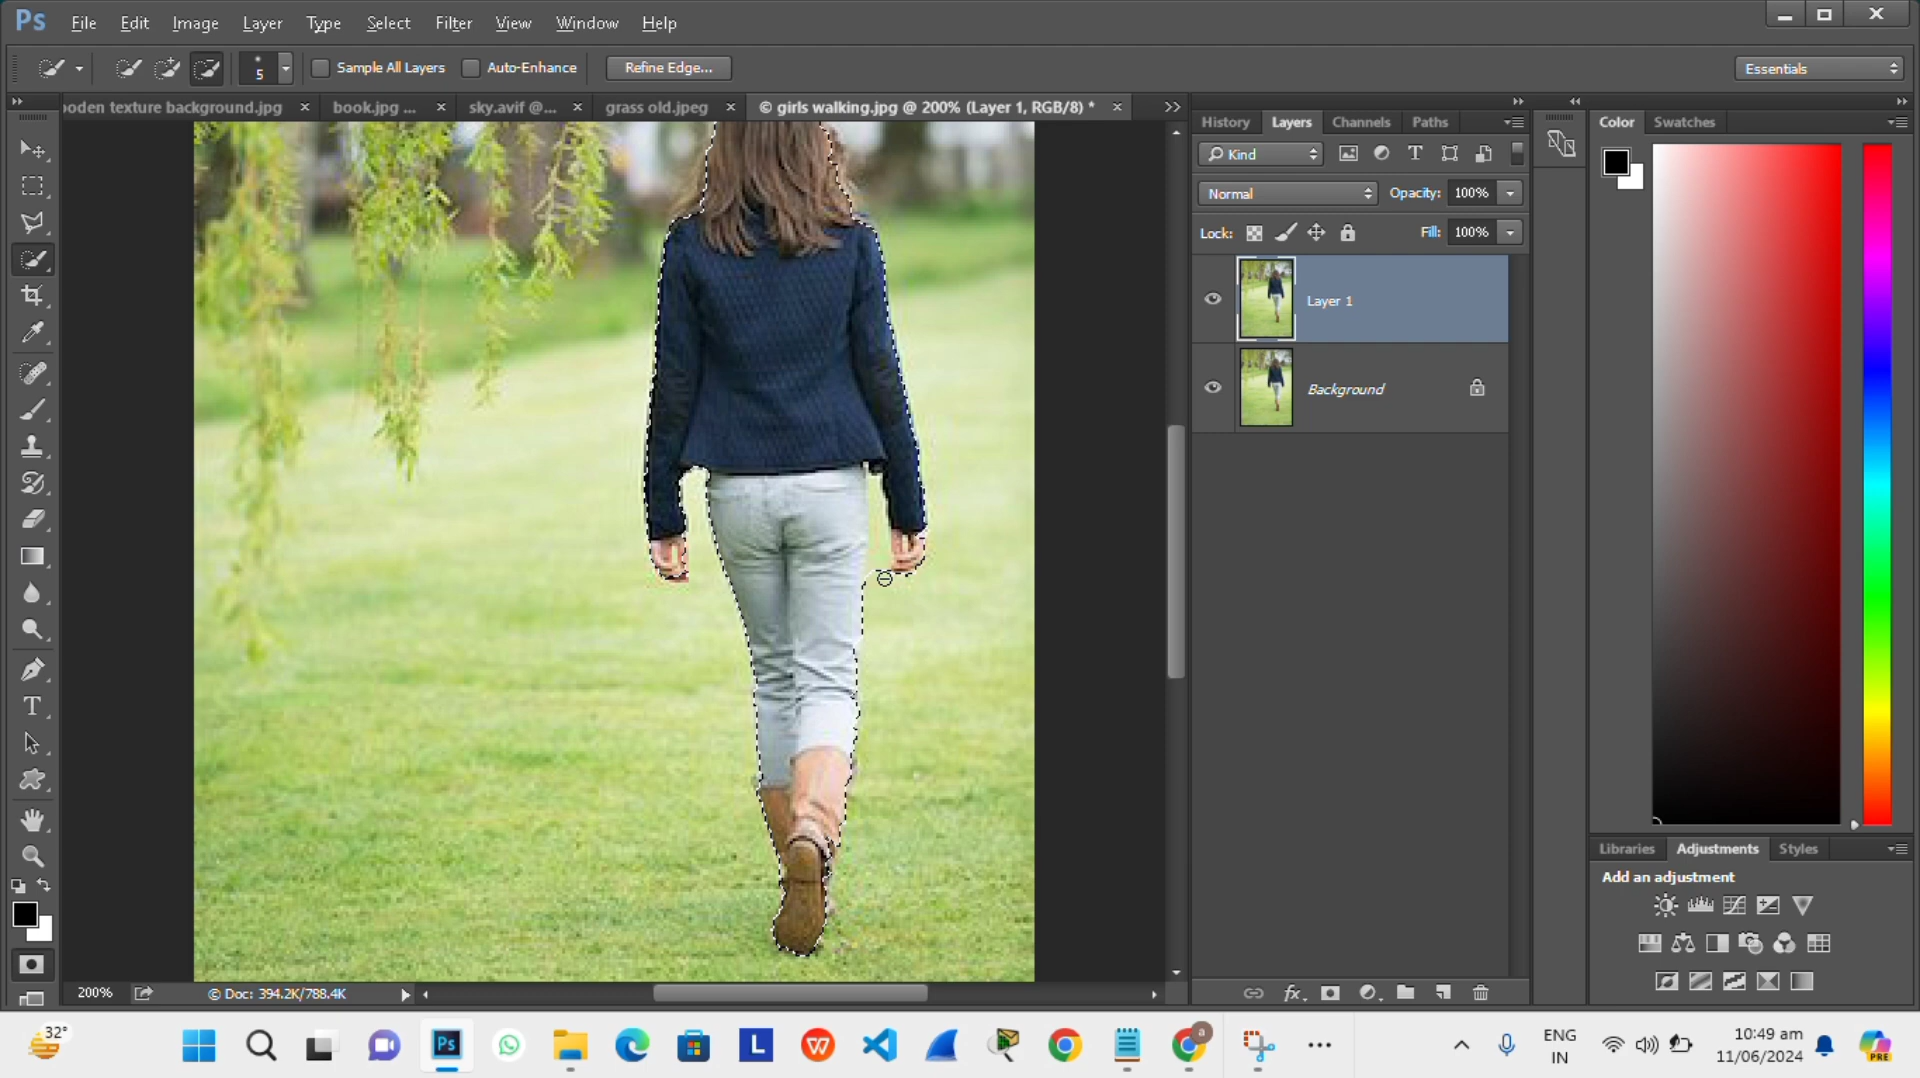 Ps File Edit Image Layer Type Select Filter View Window Help
5 Sample All Layers Auto-Enhance Refine Edge... Essentials
oden texture background.jpg × book.jpg ... × sky.avif @... × grass old.jpeg × © girls walking.jpg @ 200% (Layer 1, RGB/8) * ×
History Layers Channels Paths
Color Swatches
Kind
Normal Opacity: 100%
Lock: Fill: 100%
Layer 1
Background
Libraries Adjustments Styles
Add an adjustment
200% © Doc: 394.2K/788.4K
fx
32°
Ps
L
W
a
ENG
IN
10:49 am
11/06/2024
PRE